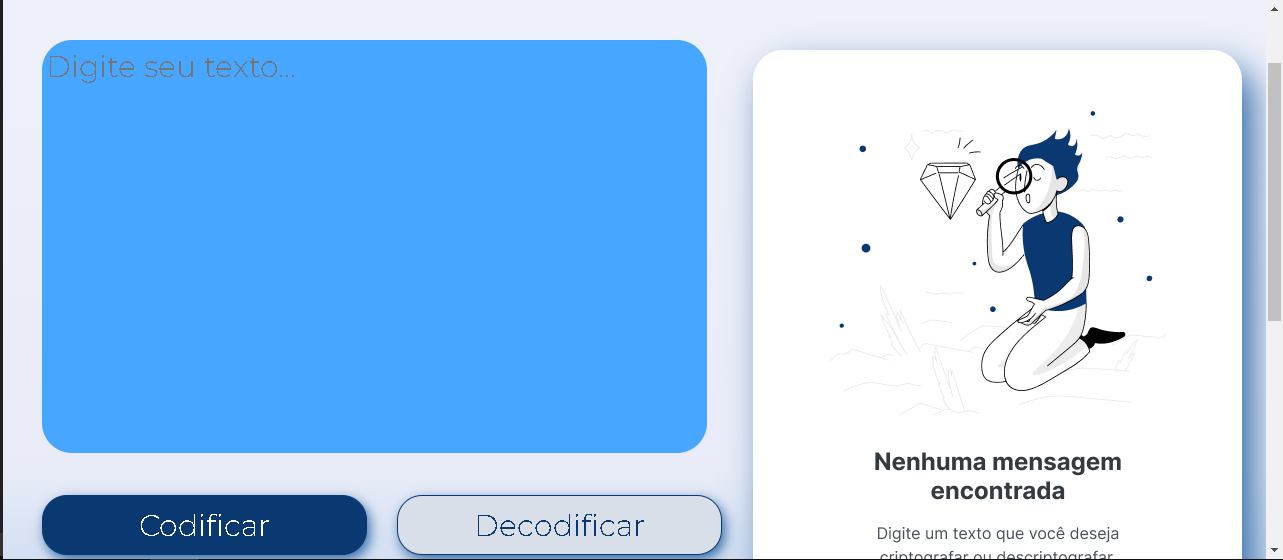 Digite seu texto...
Codificar
Decodificar
Nenhuma mensagem
encontrada
Digite um texto que você deseja
criptografar ou descriptografar